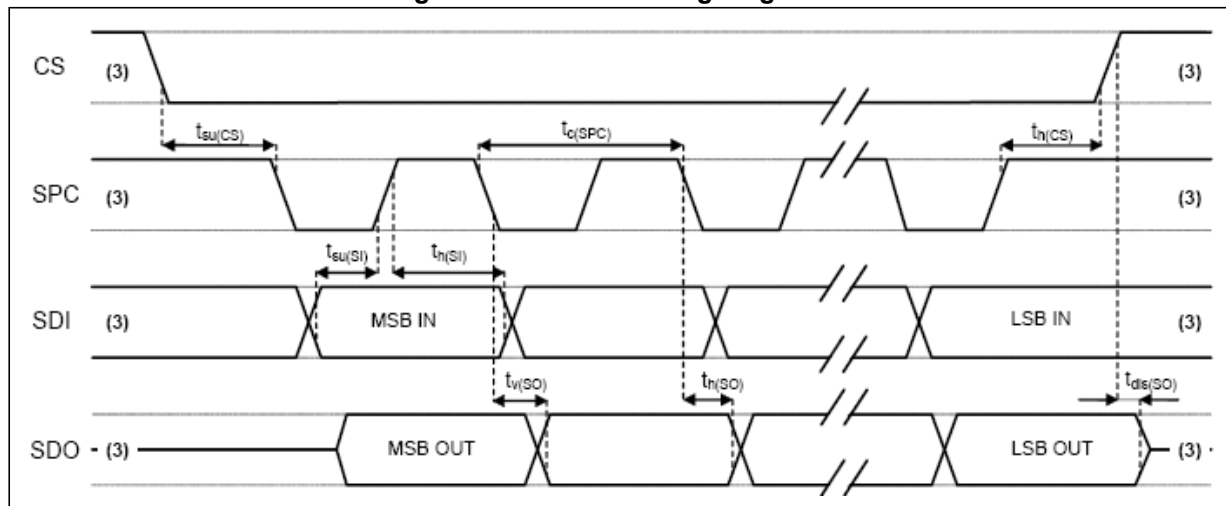 CS (3) (3)
tsu(CS) tc(SPC) th(CS)
SPC (3) (3)
tsu(SI) th(SI)
SDI (3) MSB IN LSB IN (3)
tv(SO) th(SO) tdis(SO)
SDO (3) MSB OUT LSB OUT (3)